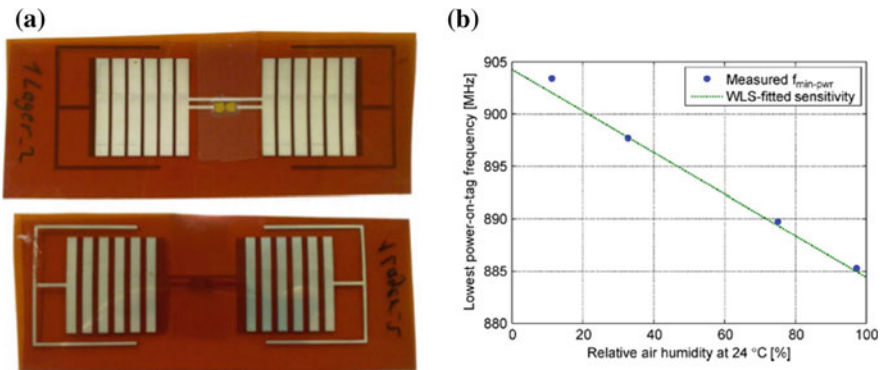 (a)
(b)
Lowest power-on-tag frequency [MHz]
905
900
895
890
885
880
Measured f_min-pwr
WLS-fitted sensitivity
0
20
40
60
80
100
Relative air humidity at 24 °C [%]